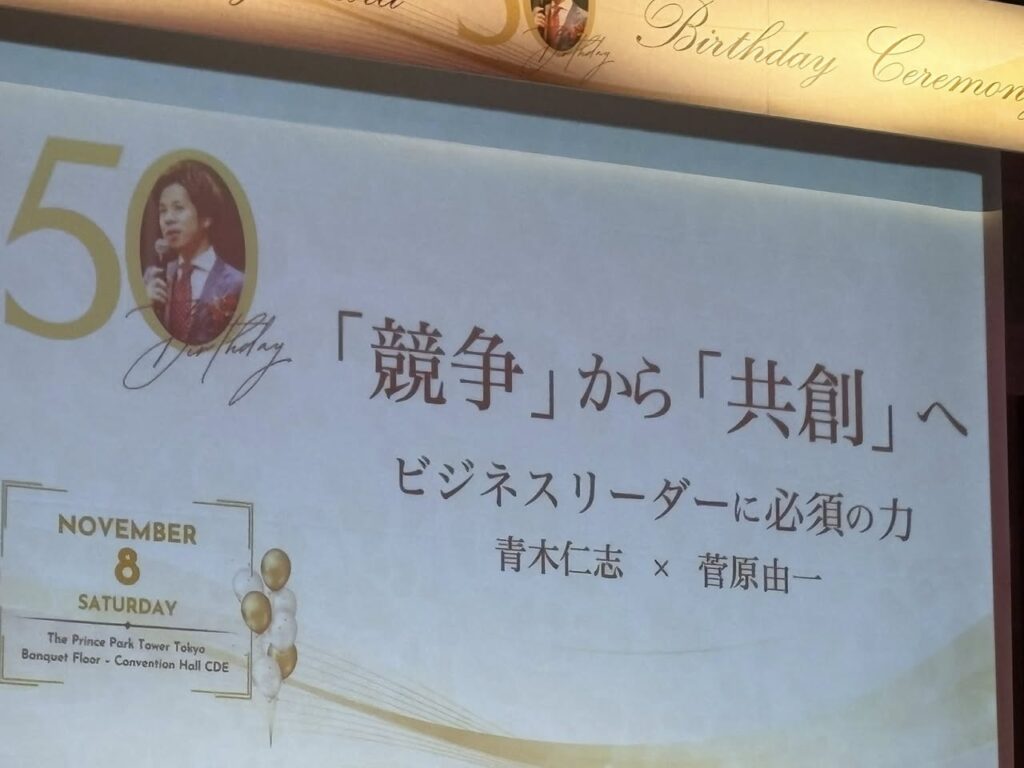 Birthday Ceremony
50
Birthday
「競争」から「共創」へ
ビジネスリーダーに必須の力
青木仁志 × 菅原由一
NOVEMBER
8
SATURDAY
The Prince Park Tower Tokyo
Banquet Floor - Convention Hall CDE